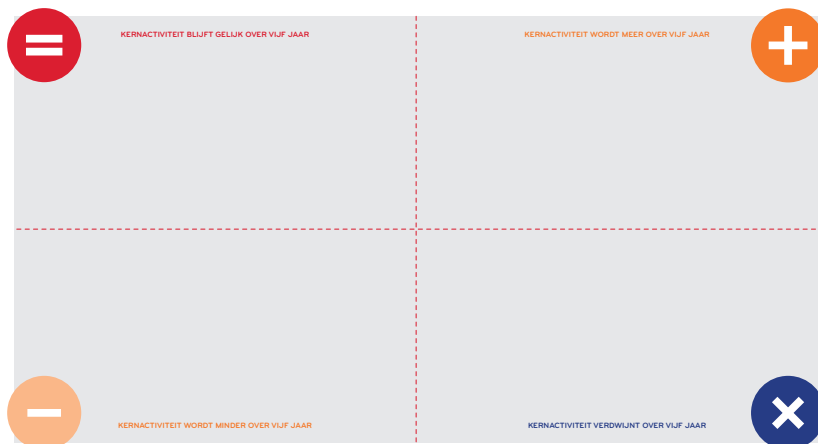 KERNACTIVITEIT BLIJFT GELIJK OVER VIJF JAAR
KERNACTIVITEIT WORDT MEER OVER VIJF JAAR
KERNACTIVITEIT WORDT MINDER OVER VIJF JAAR
KERNACTIVITEIT VERDWIJNT OVER VIJF JAAR